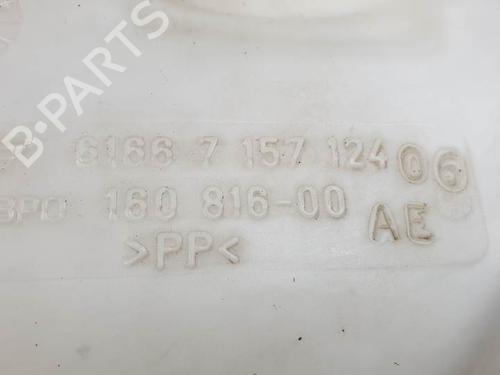 B-PARTS
6166 7 157 124 06
BPO 160 816-00 AE
>PP<